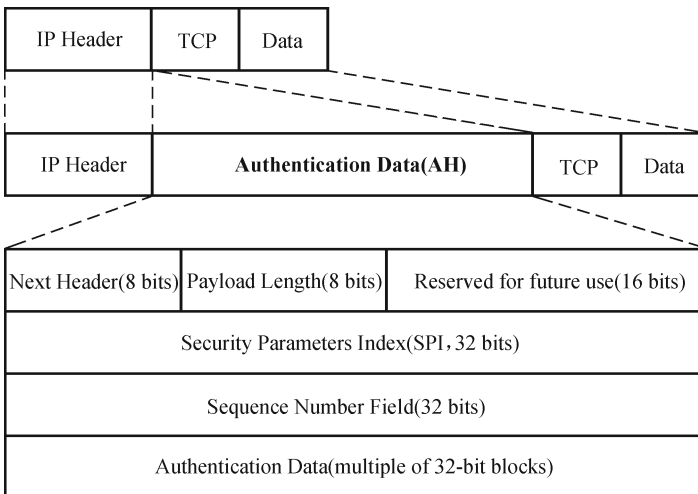 IP Header TCP Data
IP Header Authentication Data(AH) TCP Data
Next Header(8 bits) Payload Length(8 bits) Reserved for future use(16 bits)
Security Parameters Index(SPI，32 bits)
Sequence Number Field(32 bits)
Authentication Data(multiple of 32-bit blocks)